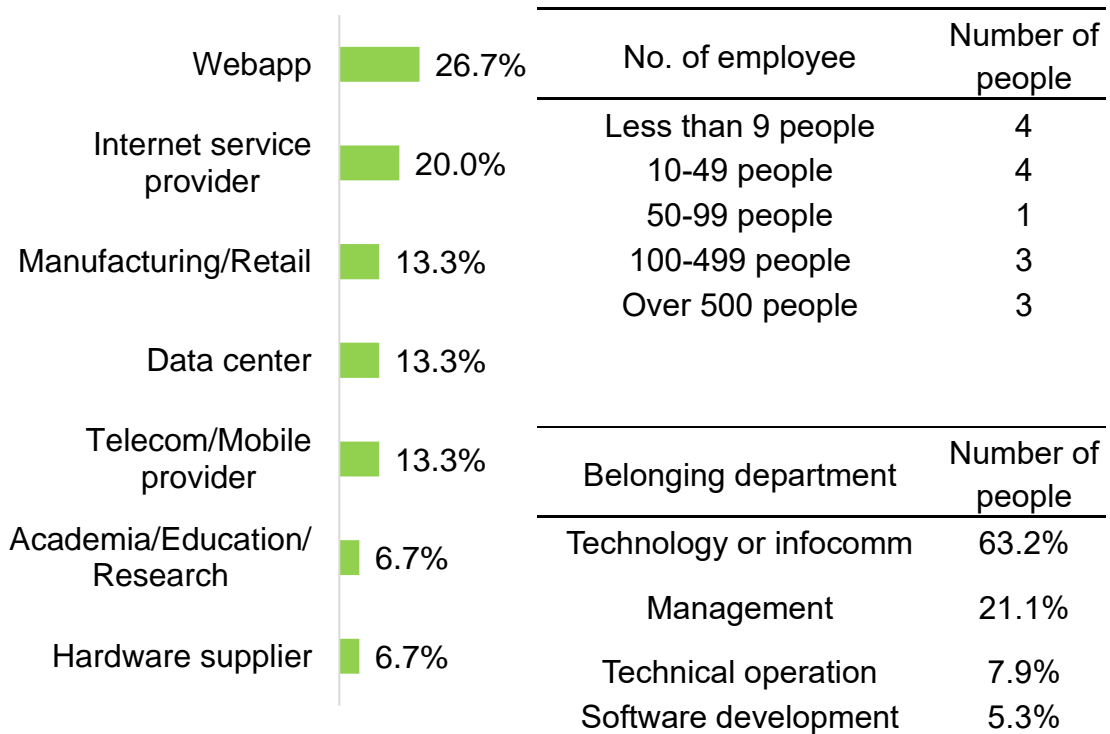 Webapp 26.7%
Internet service
provider 20.0%
Manufacturing/Retail 13.3%
Data center 13.3%
Telecom/Mobile
provider 13.3%
Academia/Education/
Research 6.7%
Hardware supplier 6.7%
No. of employee Number of
people
Less than 9 people 4
10-49 people 4
50-99 people 1
100-499 people 3
Over 500 people 3
Belonging department Number of
people
Technology or infocomm 63.2%
Management 21.1%
Technical operation 7.9%
Software development 5.3%